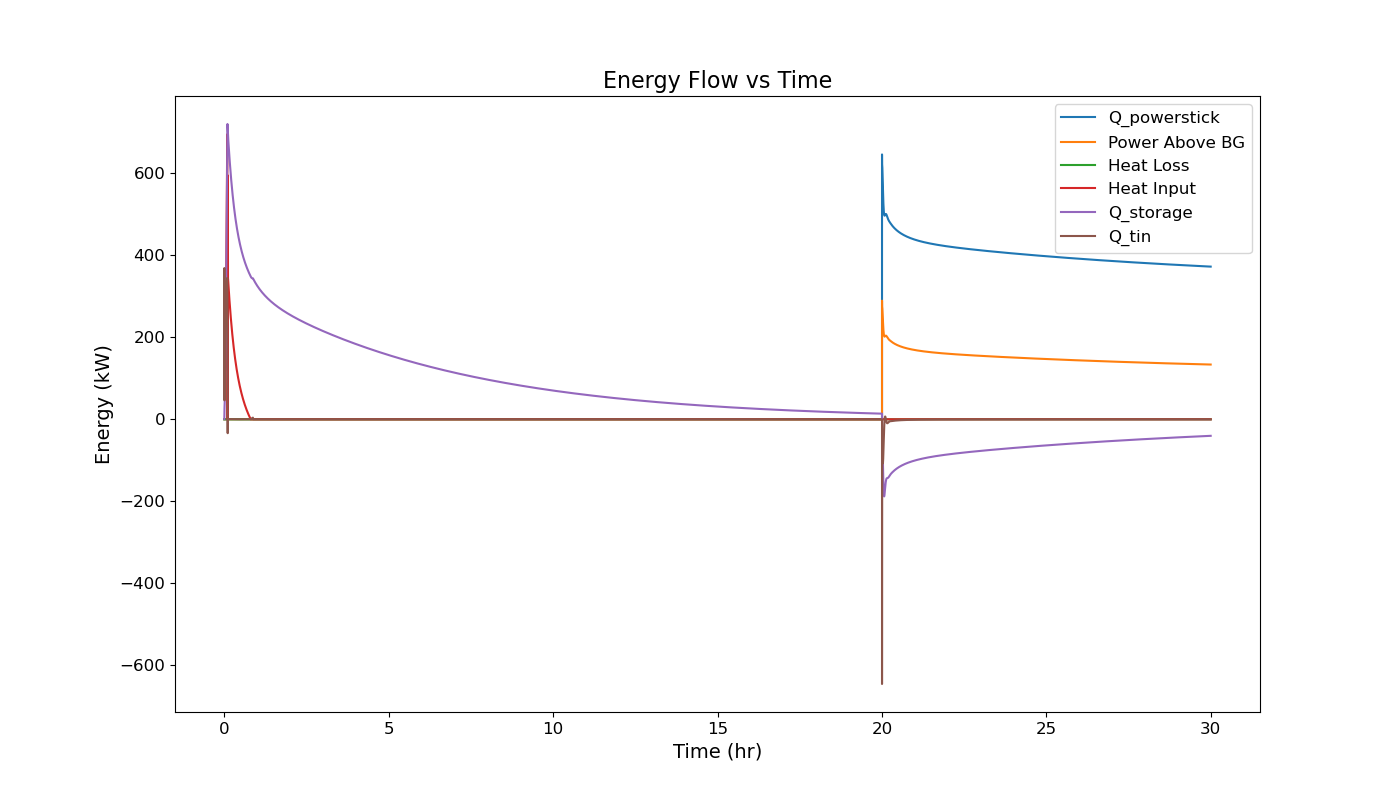 Energy Flow vs Time
Q_powerstick
Power Above BG
Heat Loss
Heat Input
Q_storage
Q_tin
Energy (kW)
600
400
200
0
−200
−400
−600
0 5 10 15 20 25 30
Time (hr)